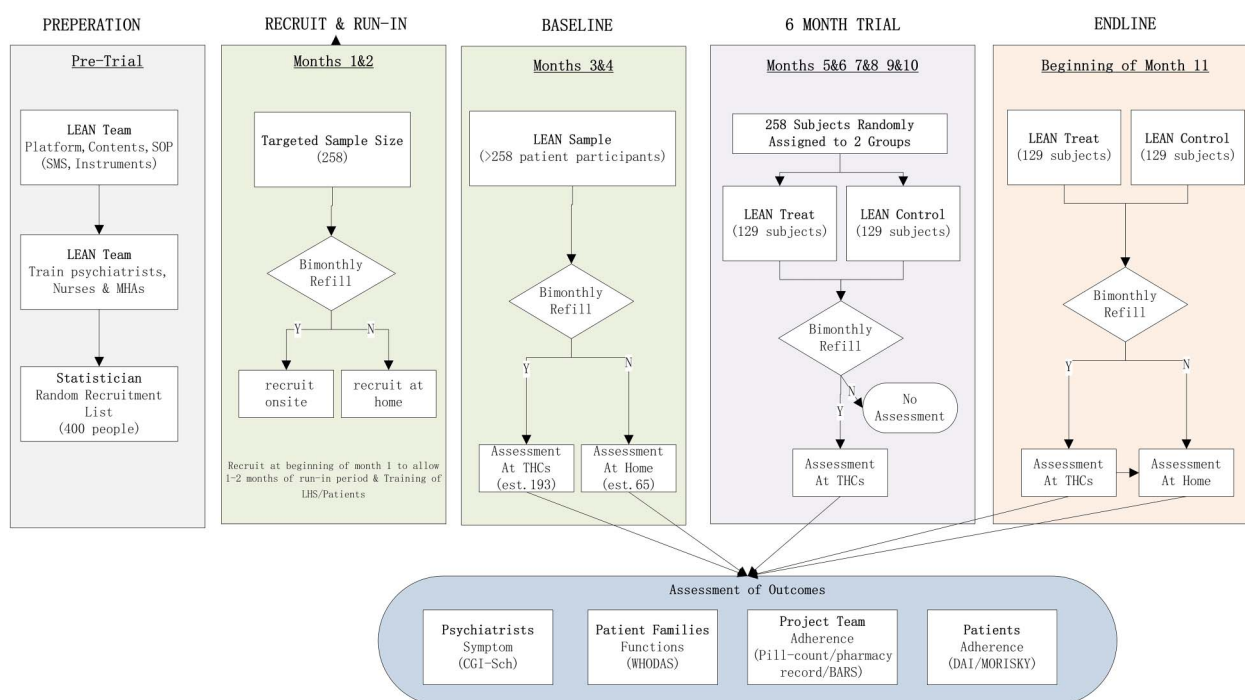 PREPERATION
Pre-Trial
LEAN Team
Platform, Contents, SOP
(SMS, Instruments)
LEAN Team
Train psychiatrists,
Nurses & MHAs
Statistician
Random Recruitment
List
(400 people)
RECRUIT & RUN-IN
Months 1&2
Targeted Sample Size
(258)
Bimonthly
Refill
Y
N
recruit
onsite
recruit at
home
Recruit at beginning of month 1 to allow
1-2 months of run-in period & Training of
LHS/Patients
BASELINE
Months 3&4
LEAN Sample
(>258 patient participants)
Bimonthly
Refill
Y
N
Assessment
At THCs
(est.193)
Assessment
At Home
(est.65)
6 MONTH TRIAL
Months 5&6 7&8 9&10
258 Subjects Randomly
Assigned to 2 Groups
LEAN Treat
(129 subjects)
LEAN Control
(129 subjects)
Bimonthly
Refill
N
Y
No
Assessment
Assessment
At THCs
ENDLINE
Beginning of Month 11
LEAN Treat
(129 subjects)
LEAN Control
(129 subjects)
Bimonthly
Refill
Y
N
Assessment
At THCs
Assessment
At Home
Assessment of Outcomes
Psychiatrists
Symptom
(CGI-Sch)
Patient Families
Functions
(WHODAS)
Project Team
Adherence
(Pill-count/pharmacy
record/BARS)
Patients
Adherence
(DAI/MORISKY)